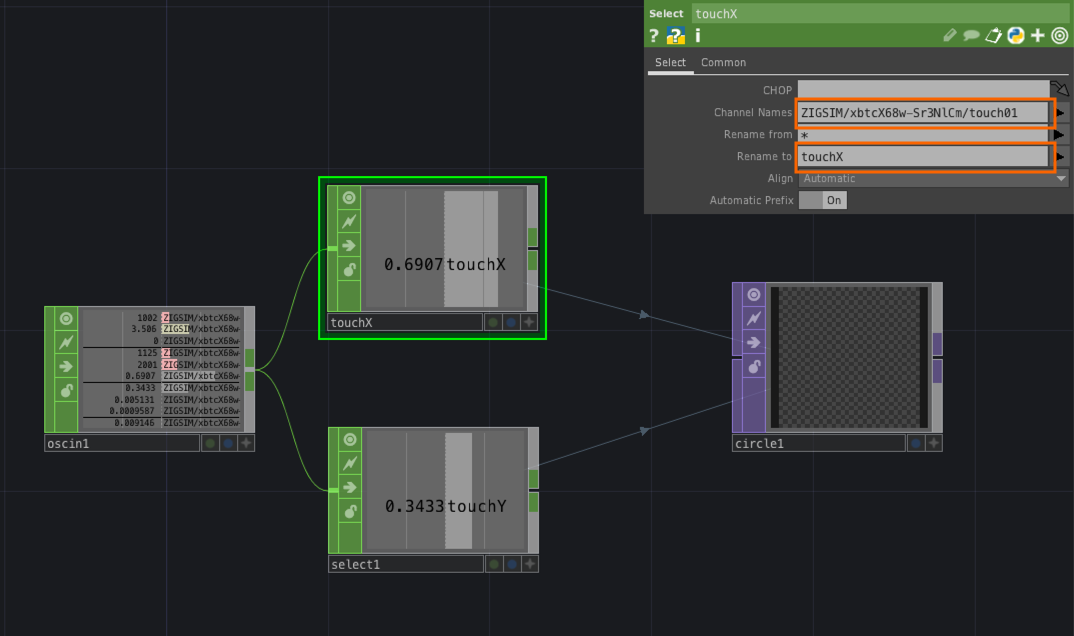 Select touchX
? ? i
Select Common
CHOP
Channel Names ZIGSIM/xbtcX68w-Sr3NlCm/touch01
Rename from *
Rename to touchX
Align Automatic
Automatic Prefix On
0.6907 touchX
touchX
1002 ZIGSIM/xbtcX68w-
3.506 ZIGSIM/xbtcX68w-
0 ZIGSIM/xbtcX68w-
1125 ZIGSIM/xbtcX68w-
2001 ZIGSIM/xbtcX68w-
0.6907 ZIGSIM/xbtcX68w-
0.3433 ZIGSIM/xbtcX68w-
0.005131 ZIGSIM/xbtcX68w-
0.0009587 ZIGSIM/xbtcX68w-
0.009146 ZIGSIM/xbtcX68w-
oscin1
circle1
0.3433 touchY
select1